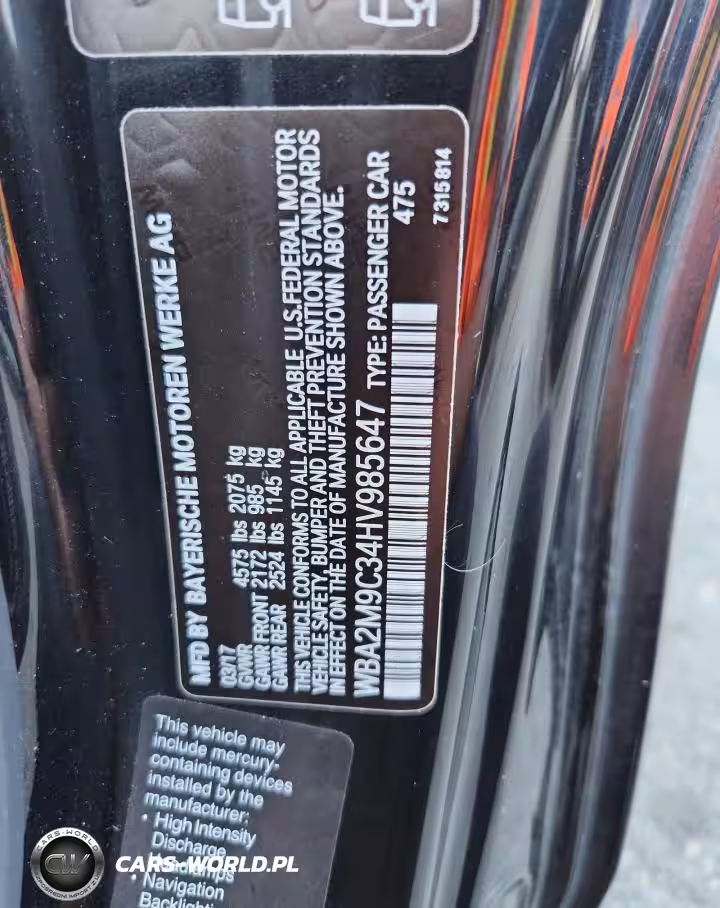 MFD BY BAYERISCHE MOTOREN WERKE AG
03/17
GVWR 4575 lbs 2075 kg
GAWR FRONT 2172 lbs 985 kg
GAWR REAR 2524 lbs 1145 kg
THIS VEHICLE CONFORMS TO ALL APPLICABLE U.S.FEDERAL MOTOR
VEHICLE SAFETY, BUMPER AND THEFT PREVENTION STANDARDS
IN EFFECT ON THE DATE OF MANUFACTURE SHOWN ABOVE.
WBA2M9C34HV985647 TYPE: PASSENGER CAR
475
7315814
This vehicle may
include mercury-
containing devices
installed by the
manufacturer:
• High Intensity
Discharge
• Navigation
CARS-WORLD
CW
CARS-WORLD.PL